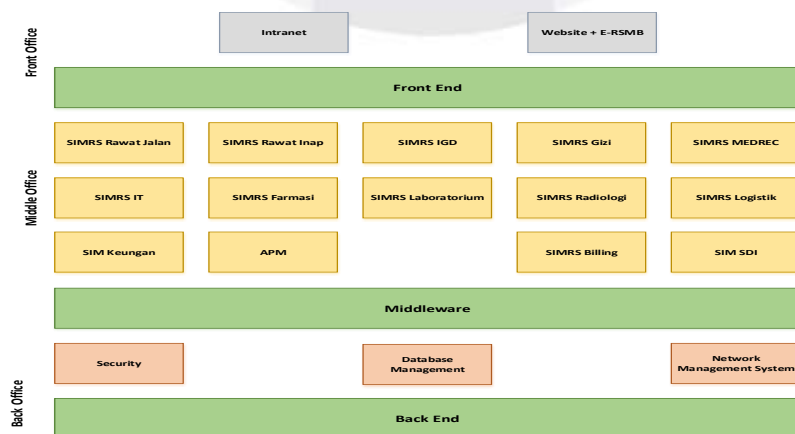 Front Office
Intranet
Website + E-RSMB
Front End
Middle Office
SIMRS Rawat Jalan
SIMRS Rawat Inap
SIMRS IGD
SIMRS Gizi
SIMRS MEDREC
SIMRS IT
SIMRS Farmasi
SIMRS Laboratorium
SIMRS Radiologi
SIMRS Logistik
SIM Keungan
APM
SIMRS Billing
SIM SDI
Middleware
Back Office
Security
Database
Management
Network
Management System
Back End